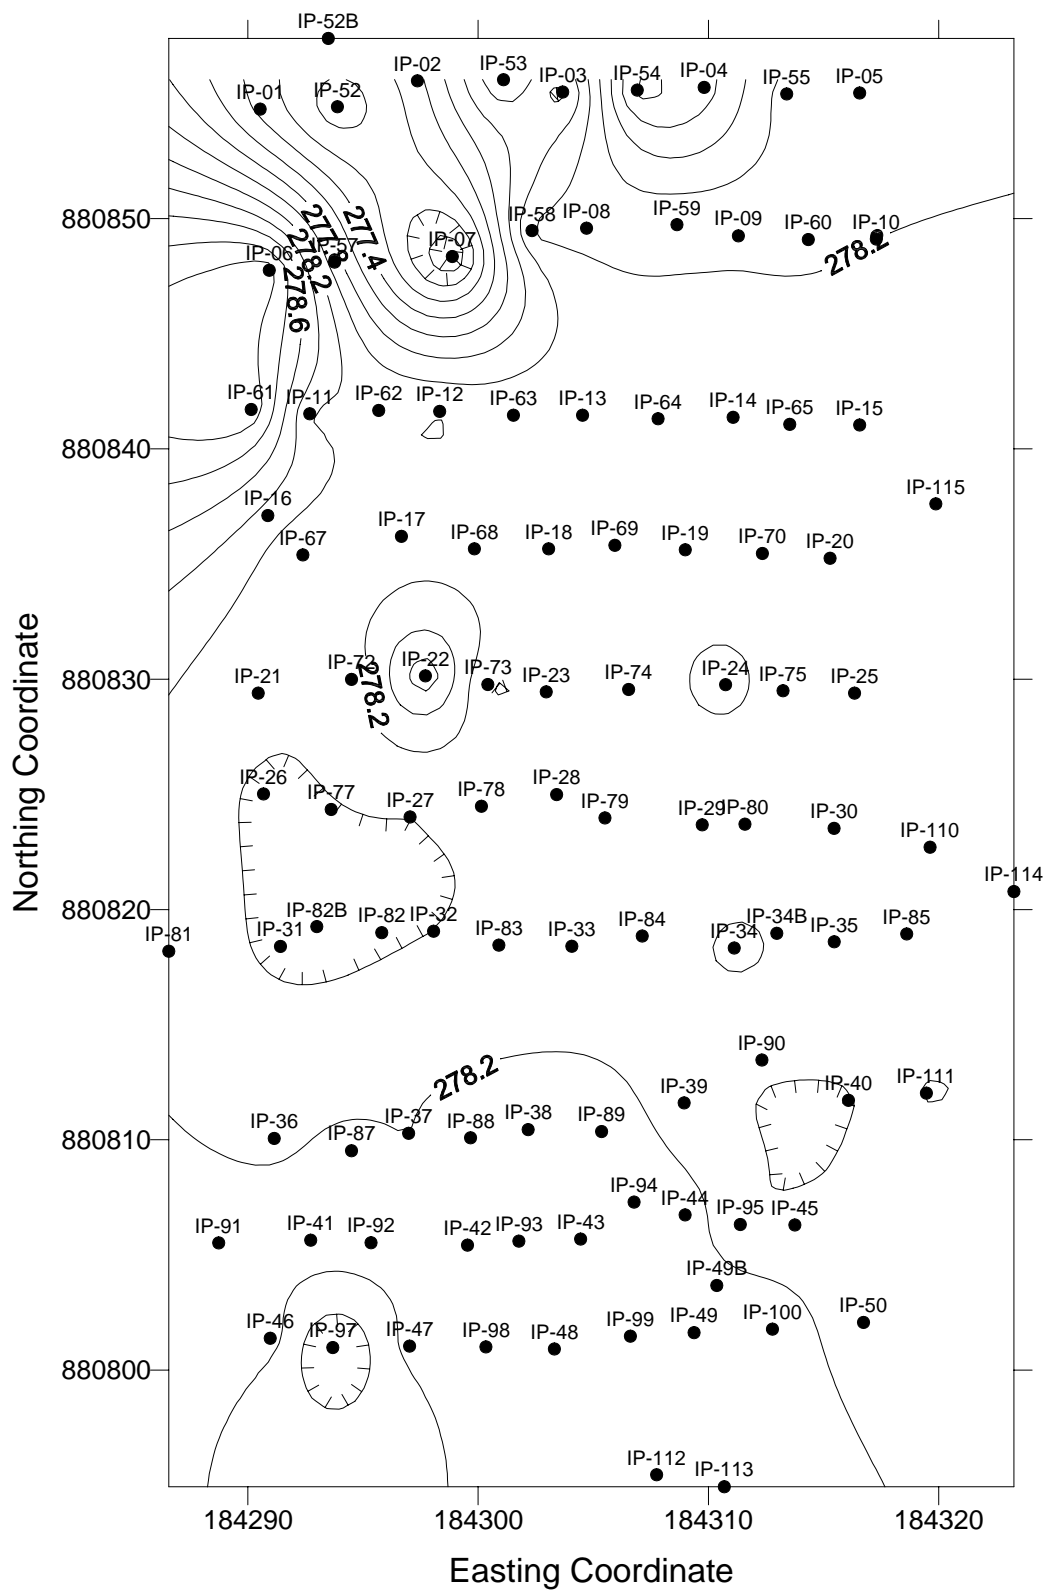 IP-52B
IP-02
IP-53
IP-03
IP-54
IP-04
IP-55
IP-05
IP-01
IP-52
880850
277.8
277.4
IP-07
IP-58
IP-08
IP-59
IP-09
IP-60
IP-10
278.2
IP-06
IP-57
278.2
278.6
IP-61
IP-11
IP-62
IP-12
IP-63
IP-13
IP-64
IP-14
IP-65
IP-15
880840
IP-115
IP-16
IP-67
IP-17
IP-68
IP-18
IP-69
IP-19
IP-70
IP-20
880830
IP-21
IP-72
IP-22
IP-73
IP-23
IP-74
IP-24
IP-75
IP-25
278.2
IP-26
IP-77
IP-27
IP-78
IP-28
IP-79
IP-29
IP-80
IP-30
IP-110
IP-114
880820
IP-81
IP-31
IP-82B
IP-82
IP-32
IP-83
IP-33
IP-84
IP-34
IP-34B
IP-35
IP-85
IP-90
278.2
IP-39
IP-40
IP-111
880810
IP-36
IP-87
IP-37
IP-88
IP-38
IP-89
IP-94
IP-44
IP-95
IP-45
IP-91
IP-41
IP-92
IP-42
IP-93
IP-43
IP-49B
IP-46
IP-97
IP-47
IP-98
IP-48
IP-99
IP-49
IP-100
IP-50
880800
IP-112
IP-113
184290
184300
184310
184320
Easting Coordinate
Northing Coordinate